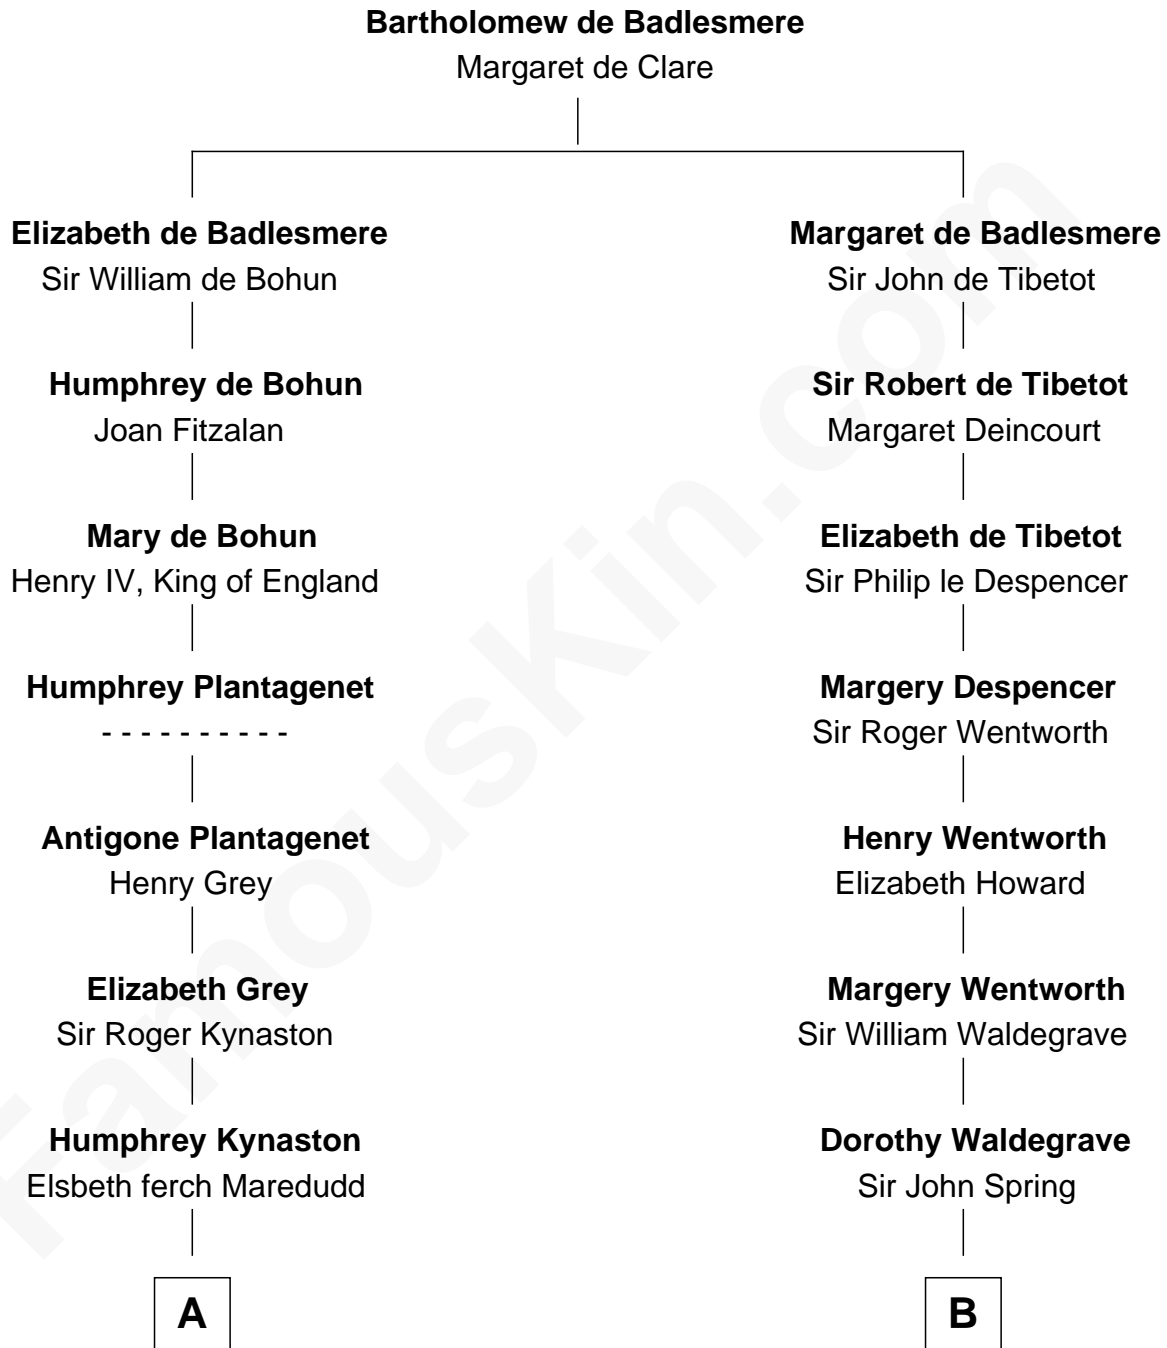 Bartholomew de Badlesmere
Margaret de Clare
Elizabeth de Badlesmere
Sir William de Bohun
Margaret de Badlesmere
Sir John de Tibetot
Humphrey de Bohun
Joan Fitzalan
Sir Robert de Tibetot
Margaret Deincourt
Mary de Bohun
Henry IV, King of England
Elizabeth de Tibetot
Sir Philip le Despencer
Humphrey Plantagenet
- - - - - - - - - -
Margery Despencer
Sir Roger Wentworth
Antigone Plantagenet
Henry Grey
Henry Wentworth
Elizabeth Howard
Elizabeth Grey
Sir Roger Kynaston
Margery Wentworth
Sir William Waldegrave
Humphrey Kynaston
Elsbeth ferch Maredudd
Dorothy Waldegrave
Sir John Spring
A
B
FamousKin.com